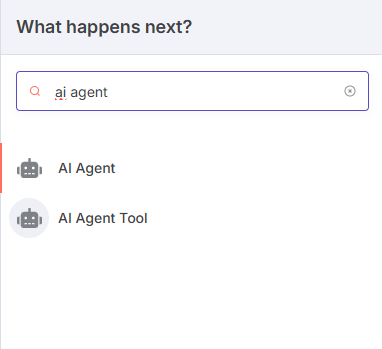 What happens next?
ai agent
AI Agent
AI Agent Tool